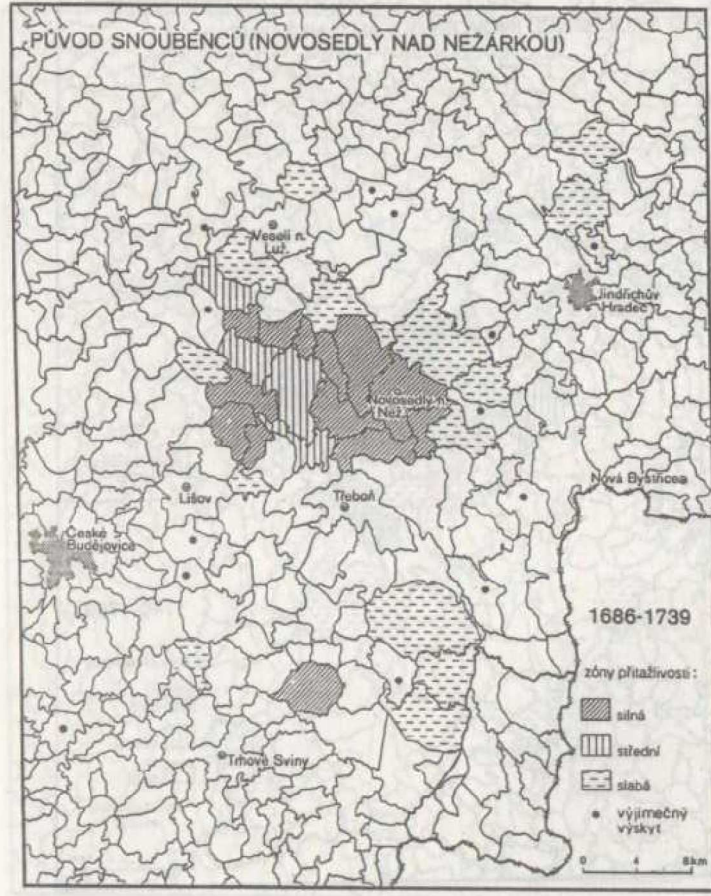 PŮVOD SNOUBENCŮ (NOVOSEDLY NAD NEŽÁRKOU)
Veselí n.
Luž.
Jindřichův
Hradec
Novosedly n.
Než.
Nová Bystřice
Lišov
Třeboň
České
Budějovice
1686-1739
zóny přitažlivosti :
silná
střední
Trhové Sviny
slabá
výjimečný
výskyt
0 4 8km